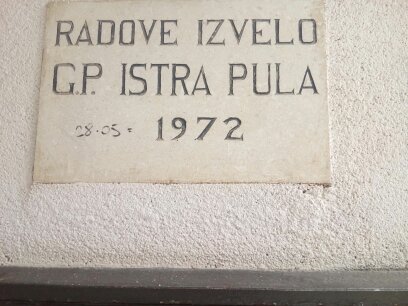 RADOVE IZVELO
G.P. ISTRA PULA
28.05= 1972